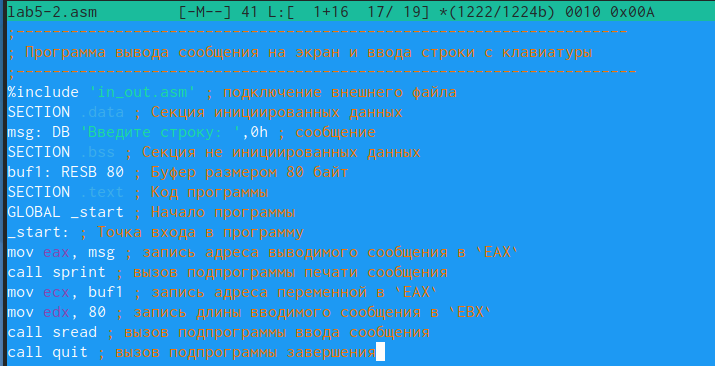 lab5-2.asm [-M--] 41 L:[ 1+16 17/ 19] *(1222/1224b) 0010 0x00A
;--------------------------------------------------------------------
; Программа вывода сообщения на экран и ввода строки с клавиатуры
;---------------------------------------------------------------------
%include 'in_out.asm' ; подключение внешнего файла
SECTION .data ; Секция инициированных данных
msg: DB 'Введите строку: ',0h ; сообщение
SECTION .bss ; Секция не инициированных данных
buf1: RESB 80 ; Буфер размером 80 байт
SECTION .text ; Код программы
GLOBAL _start ; Начало программы
_start: ; Точка входа в программу
mov eax, msg ; запись адреса выводимого сообщения в `EAX`
call sprint ; вызов подпрограммы печати сообщения
mov ecx, buf1 ; запись адреса переменной в `EAX`
mov edx, 80 ; запись длины вводимого сообщения в `EBX`
call sread ; вызов подпрограммы ввода сообщения
call quit ; вызов подпрограммы завершения